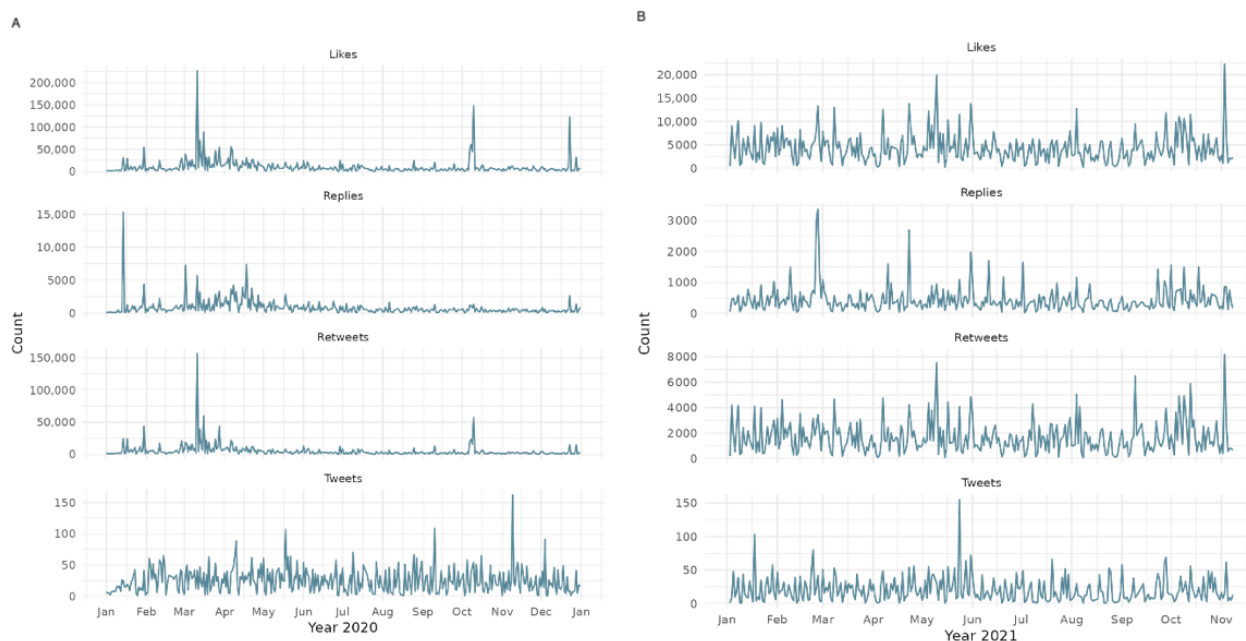 A
Likes
200,000
150,000
100,000
50,000
0
Replies
15,000
10,000
5000
0
Retweets
150,000
100,000
50,000
0
Tweets
150
100
50
0
Count
Jan Feb Mar Apr May Jun Jul Aug Sep Oct Nov Dec Jan
Year 2020
B
Likes
20,000
15,000
10,000
5000
0
Replies
3000
2000
1000
0
Retweets
8000
6000
4000
2000
0
Tweets
150
100
50
0
Count
Jan Feb Mar Apr May Jun Jul Aug Sep Oct Nov
Year 2021